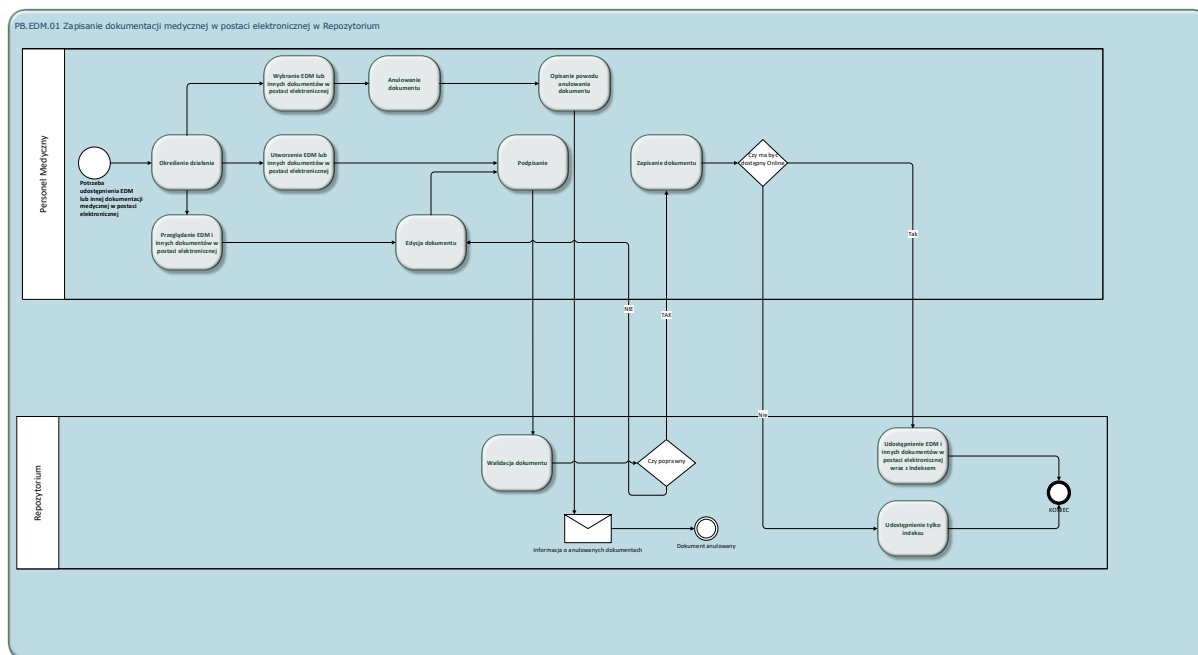 PB.EDM.01 Zapisanie dokumentacji medycznej w postaci elektronicznej w Repozytorium
Personel Medyczny
Wybranie EDM lub
innych dokumentów w
postaci elektronicznej
Anulowanie
dokumentu
Opisanie powodu
anulowania
dokumentu
Potrzeba
udostępnienia EDM
lub innej dokumentacji
medycznej w postaci
elektronicznej
Określenie działania
Utworzenie EDM lub
innych dokumentów w
postaci elektronicznej
Podpisanie
Zapisanie dokumentu
Czy ma być
dostępny Online
Przeglądanie EDM i
innych dokumentów w
postaci elektronicznej
Edycja dokumentu
Tak
NIE
TAK
Nie
Repozytorium
Walidacja dokumentu
Czy poprawny
Udostępnienie EDM i
innych dokumentów w
postaci elektronicznej
wraz z indeksem
KONIEC
Udostępnienie tylko
indeksu
Informacja o anulowanych dokumentach
Dokument anulowany